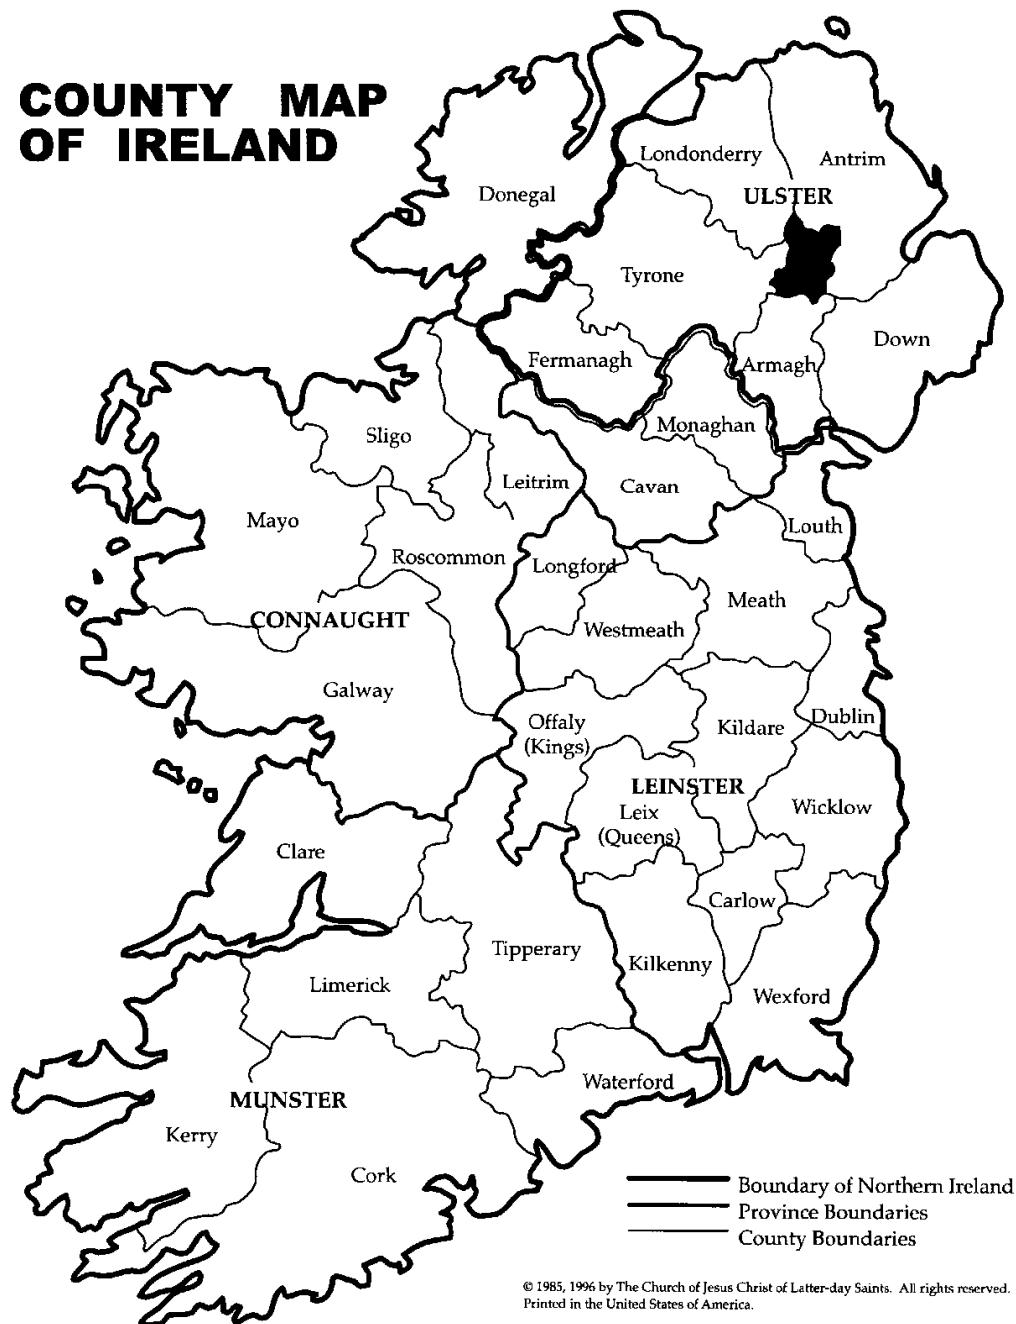 COUNTY MAP
OF IRELAND
Londonderry
Antrim
Donegal
ULSTER
Tyrone
Down
Fermanagh
Armagh
Monaghan
Sligo
Leitrim
Cavan
Mayo
Louth
Roscommon
Longford
Meath
CONNAUGHT
Westmeath
Galway
Offaly
(Kings)
Kildare
Dublin
LEINSTER
Leix
(Queens)
Wicklow
Clare
Carlow
Tipperary
Kilkenny
Limerick
Wexford
Waterford
MUNSTER
Kerry
Cork
Boundary of Northern Ireland
Province Boundaries
County Boundaries
© 1985, 1996 by The Church of Jesus Christ of Latter-day Saints. All rights reserved.
Printed in the United States of America.